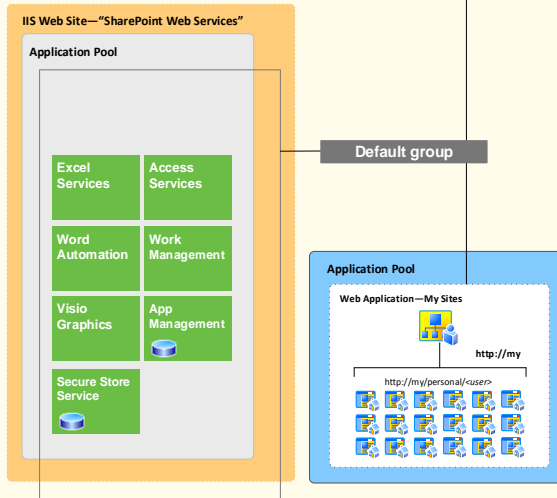 IIS Web Site—“SharePoint Web Services”
Application Pool
Excel
Services
Access
Services
Word
Automation
Work
Management
Visio
Graphics
App
Management
Secure Store
Service
Default group
Application Pool
Web Application—My Sites
http://my
http://my/personal/<user>